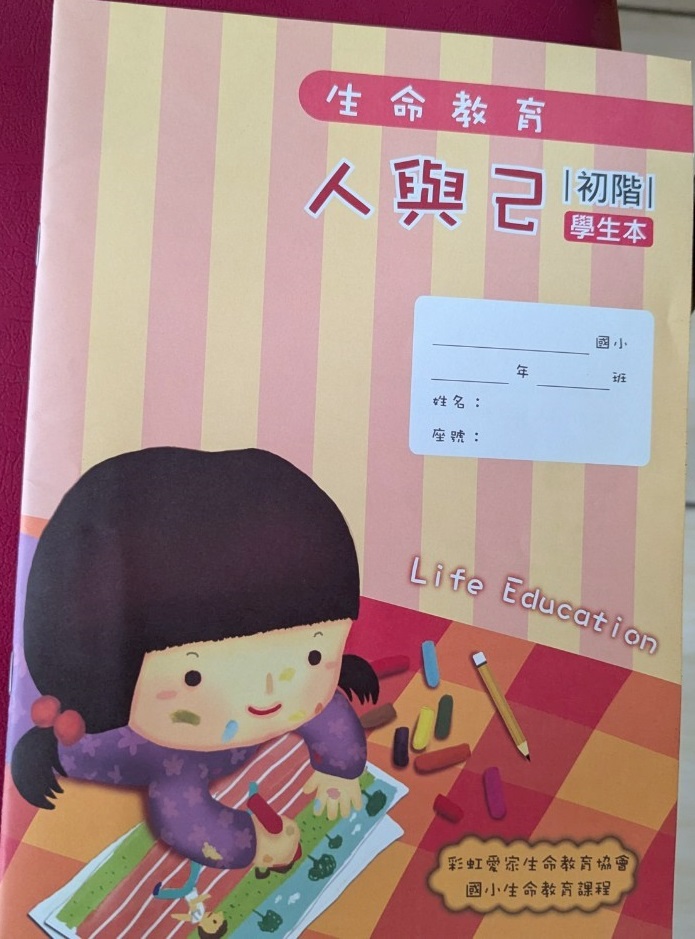 生命教育
人與己 |初階|
學生本
國小
年 班
姓名：
座號：
Life Education
彩虹愛家生命教育協會
國小生命教育課程